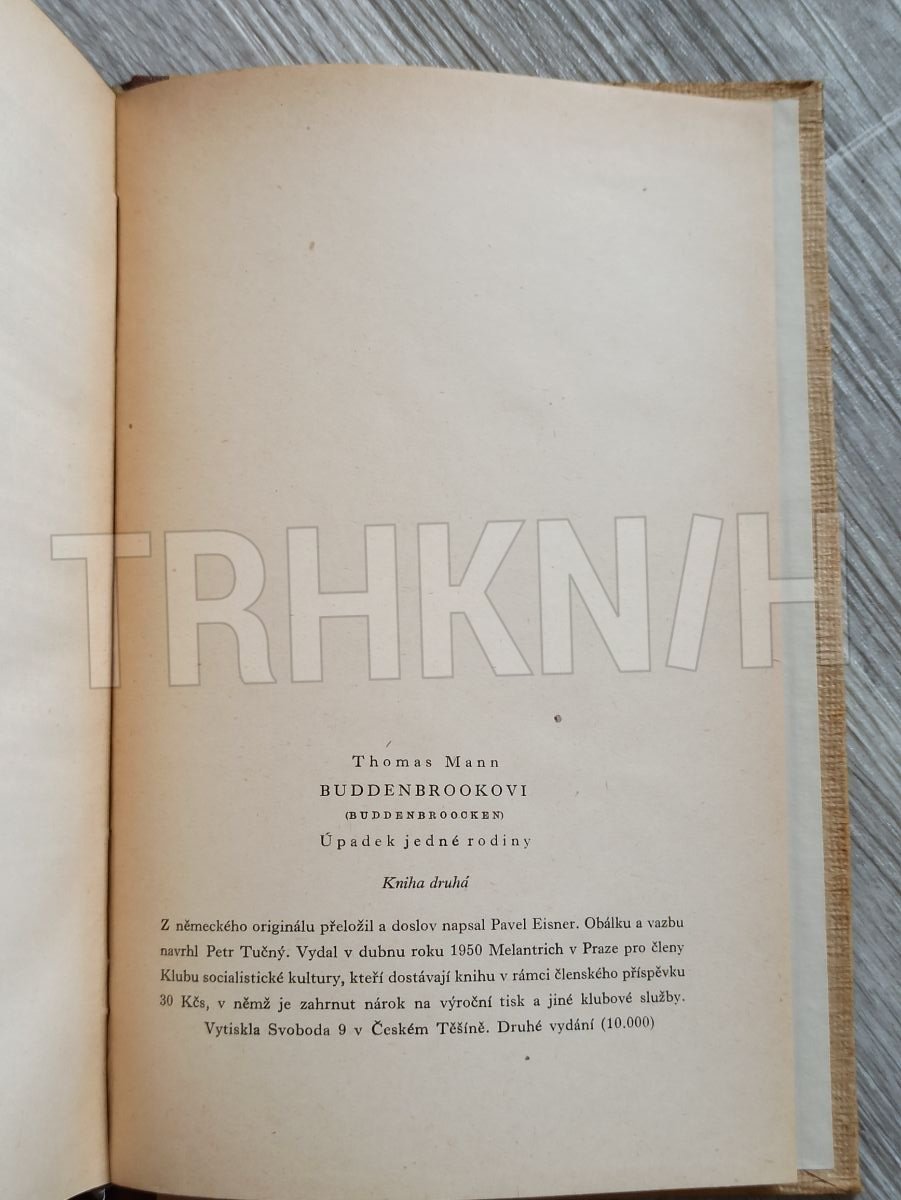 TRHKNIH
Thomas Mann
BUDDENBROOKOVI
(BUDDENBROOCKEN)
Úpadek jedné rodiny
Kniha druhá
Z německého originálu přeložil a doslov napsal Pavel Eisner. Obálku a vazbu
navrhl Petr Tučný. Vydal v dubnu roku 1950 Melantrich v Praze pro členy
Klubu socialistické kultury, kteří dostávají knihu v rámci členského příspěvku
30 Kčs, v němž je zahrnut nárok na výroční tisk a jiné klubové služby.
Vytiskla Svoboda 9 v Českém Těšíně. Druhé vydání (10.000)